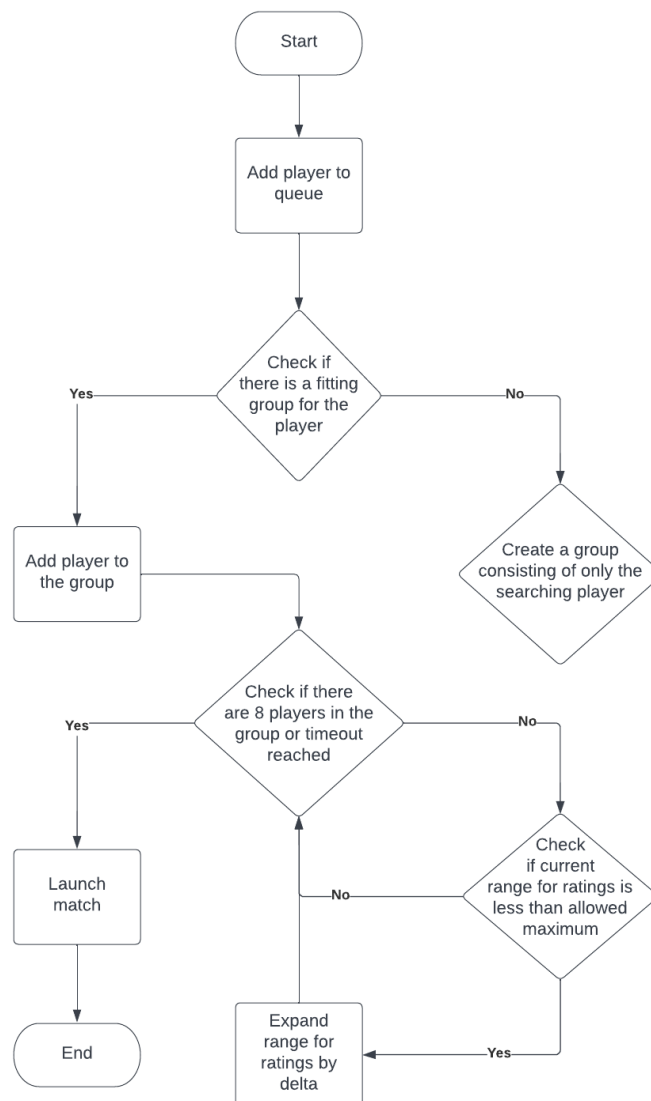 Start
Add player to
queue
Check if
there is a fitting
group for the
player
Yes
No
Add player to
the group
Create a group
consisting of only the
searching player
Check if there
are 8 players in the
group or timeout
reached
Yes
No
Launch
match
Check
if current
range for ratings is
less than allowed
maximum
No
Yes
Expand
range for
ratings by
delta
End